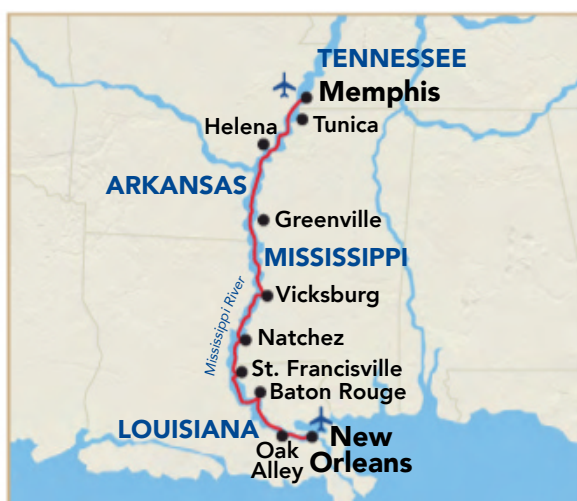 TENNESSEE
Memphis
Tunica
Helena
ARKANSAS
Greenville
MISSISSIPPI
Vicksburg
Mississippi River
Natchez
St. Francisville
Baton Rouge
LOUISIANA
Oak
Alley
New
Orleans